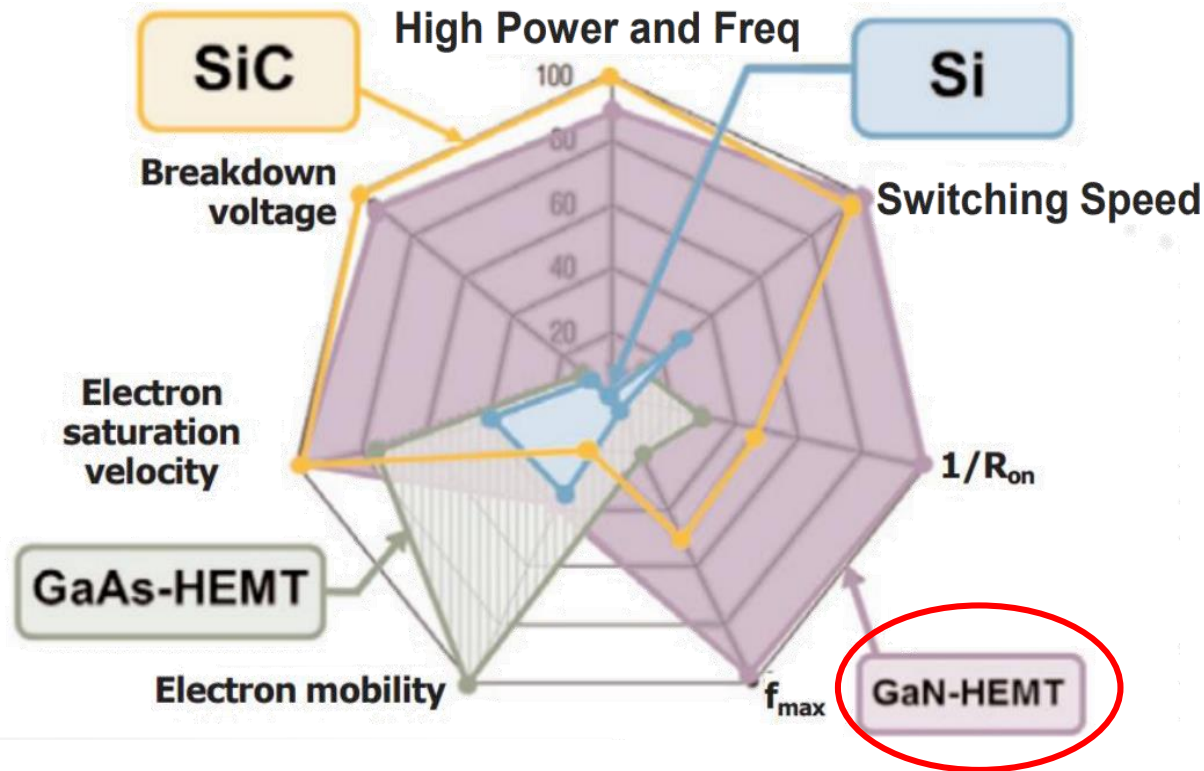 High Power and Freq
SiC
Si
100
80
60
40
20
Breakdown
voltage
Switching Speed
Electron
saturation
velocity
1/Ron
GaAs-HEMT
Electron mobility
fmax
GaN-HEMT